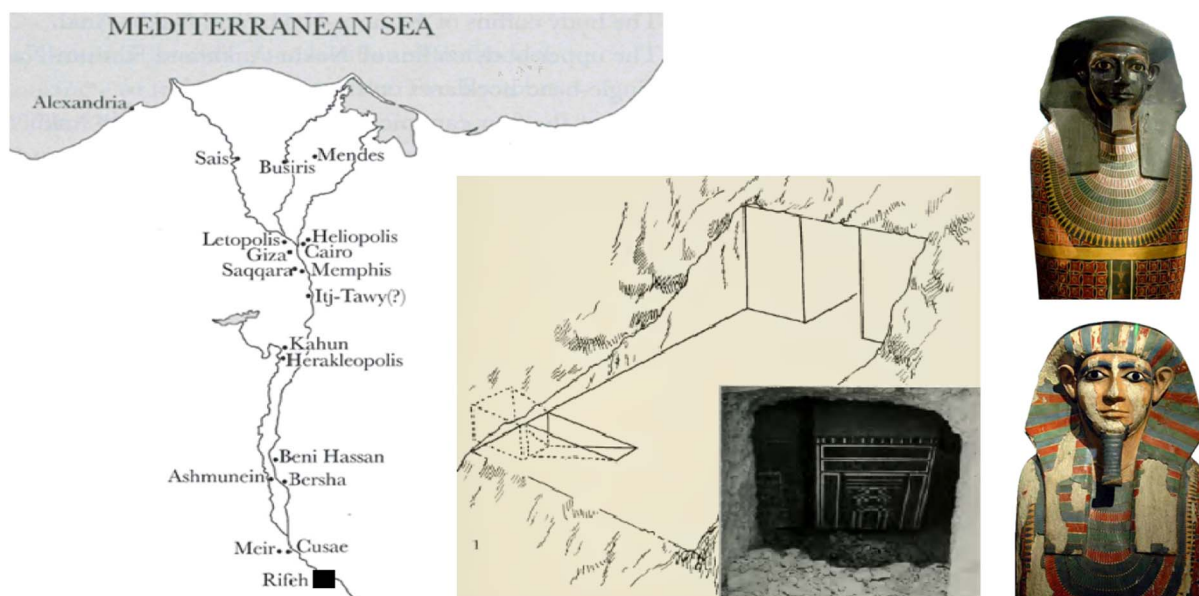 MEDITERRANEAN SEA
Alexandria
Sais
Busiris
Mendes
Letopolis
Heliopolis
Giza
Cairo
Saqqara
Memphis
Itj-Tawy(?)
Kahun
Herakleopolis
Beni Hassan
Ashmunein
Bersha
Meir
Cusae
Rifeh
1